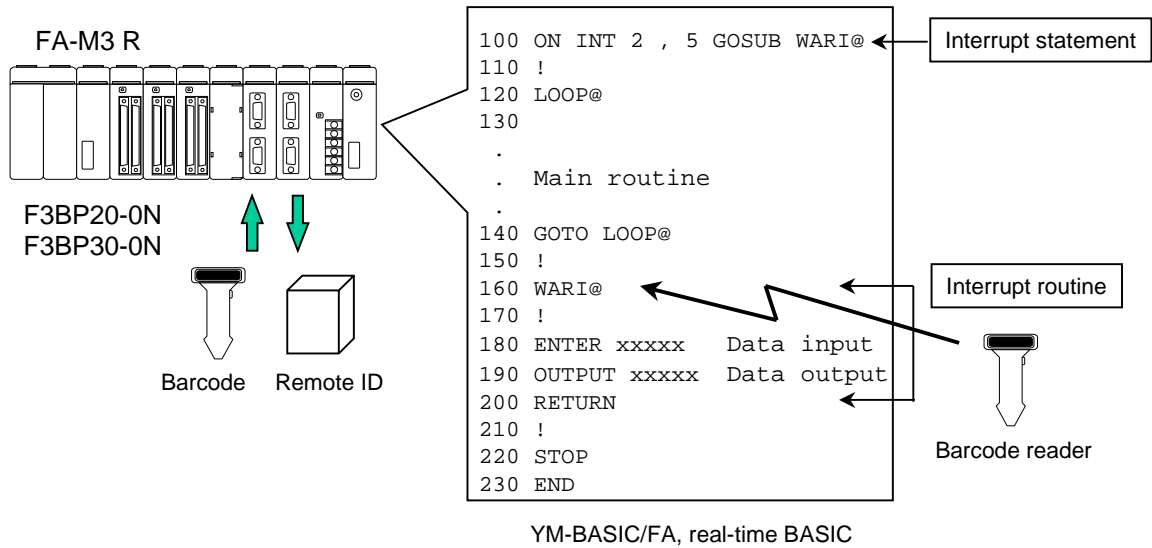 FA-M3 R
F3BP20-0N
F3BP30-0N
Barcode
Remote ID
100 ON INT 2 , 5 GOSUB WARI@
110 !
120 LOOP@
130
.
. Main routine
.
140 GOTO LOOP@
150 !
160 WARI@
170 !
180 ENTER xxxxx Data input
190 OUTPUT xxxxx Data output
200 RETURN
210 !
220 STOP
230 END
Interrupt statement
Interrupt routine
Barcode reader
YM-BASIC/FA, real-time BASIC